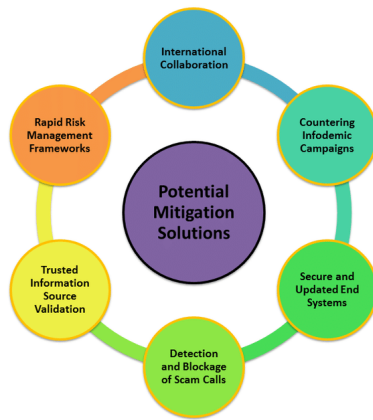 International
Collaboration
Rapid Risk
Management
Frameworks
Countering
Infodemic
Campaigns
Potential
Mitigation
Solutions
Trusted
Information
Source
Validation
Secure and
Updated End
Systems
Detection
and Blockage
of Scam Calls